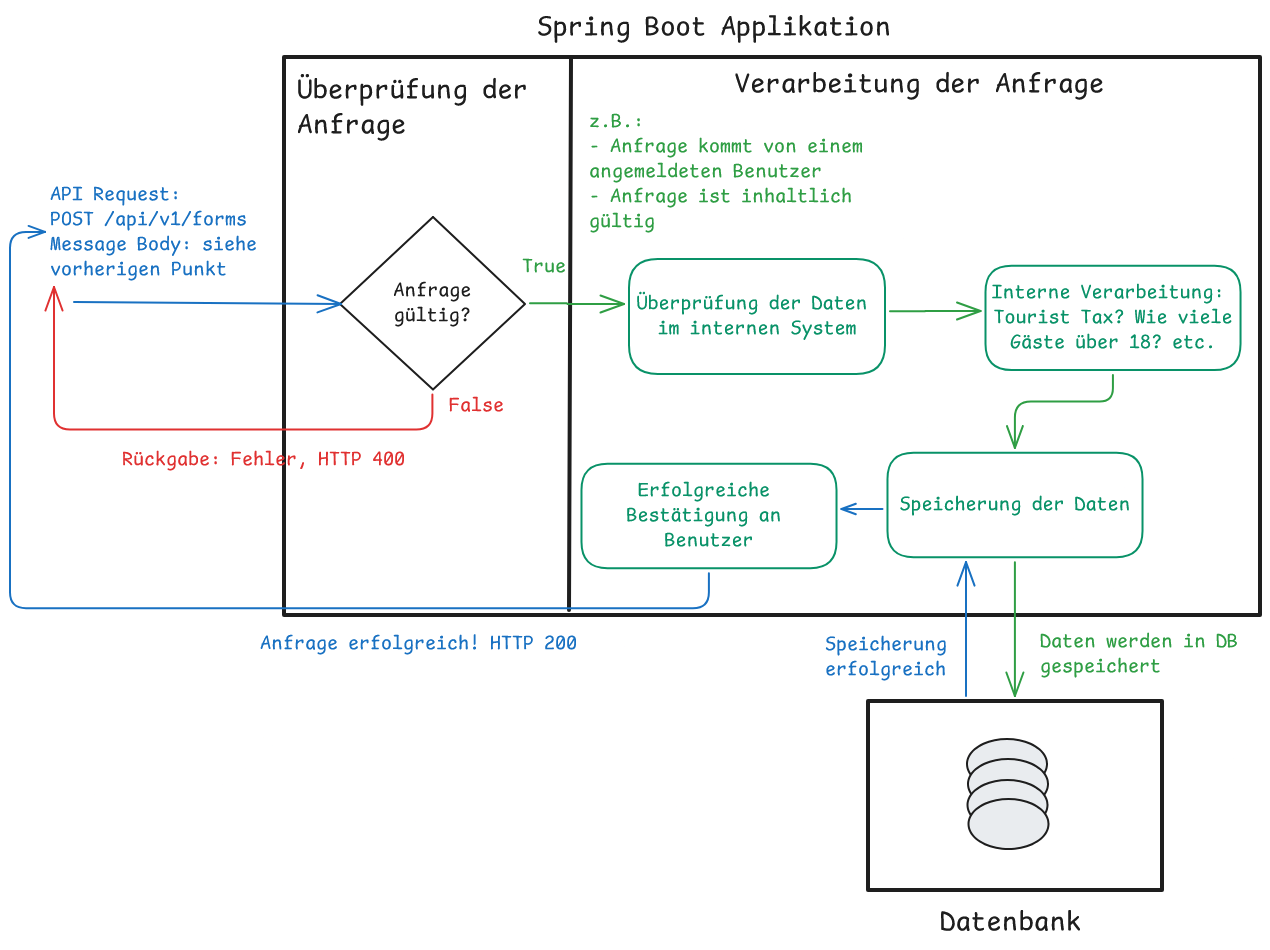 Spring Boot Applikation
Überprüfung der
Anfrage
Verarbeitung der Anfrage
z.B.:
- Anfrage kommt von einem
angemeldeten Benutzer
- Anfrage ist inhaltlich
gültig
API Request:
POST /api/v1/forms
Message Body: siehe
vorherigen Punkt
Anfrage
gültig?
True
False
Rückgabe: Fehler, HTTP 400
Überprüfung der Daten
im internen System
Interne Verarbeitung:
Tourist Tax? Wie viele
Gäste über 18? etc.
Speicherung der Daten
Erfolgreiche
Bestätigung an
Benutzer
Anfrage erfolgreich! HTTP 200
Speicherung
erfolgreich
Daten werden in DB
gespeichert
Datenbank